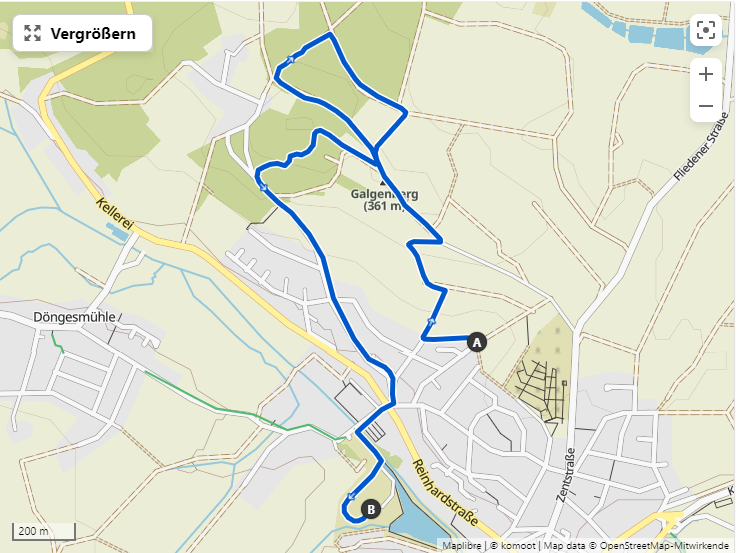 Vergrößern
Fliedener Straße
Galgenberg
(361 m)
Kellerei
Döngesmühle
A
Reinhardstraße
Zentstraße
B
K
200 m
Maplibre | © komoot | Map data © OpenStreetMap-Mitwirkende